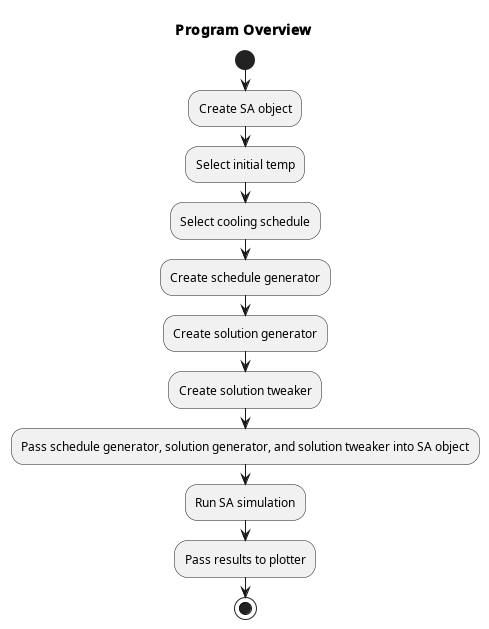 Program Overview
Create SA object
Select initial temp
Select cooling schedule
Create schedule generator
Create solution generator
Create solution tweaker
Pass schedule generator, solution generator, and solution tweaker into SA object
Run SA simulation
Pass results to plotter